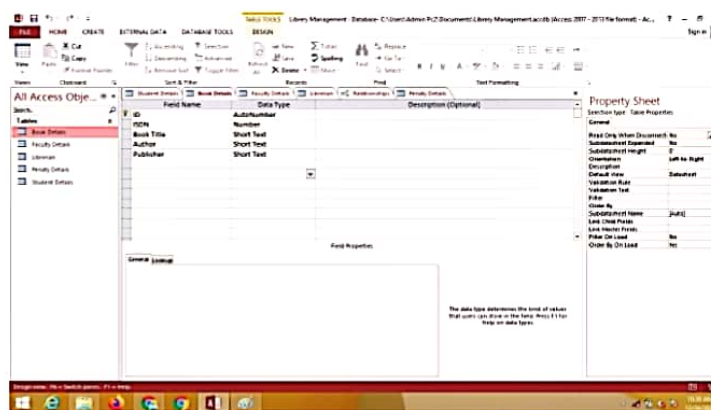 TABLE TOOLS Library Management : Database- C:\Users\Admin Pc2\Documents\Library Management.accdb (Access 2007 - 2013 file format) - Ac...
Sign in
FILE HOME CREATE EXTERNAL DATA DATABASE TOOLS DESIGN
View Paste Cut Copy Format Painter
Filter Ascending Descending Remove Sort Selection Advanced Toggle Filter
Refresh All New Save Delete Totals Spelling More
Find Replace Go To Select
Views Clipboard Sort & Filter Records Find Text Formatting
All Access Obje...
Search..
Tables
Book Details
Faculty Details
Librarian
Penalty Details
Student Details
Student Details Book Details Faculty Details Librarian Relationships Penalty Details
Field Name Data Type Description (Optional)
ID AutoNumber
ISDN Number
Book Title Short Text
Author Short Text
Publisher Short Text
Field Properties
General Lookup
The data type determines the kind of values
that users can store in the field. Press F1 for
help on data types.
Property Sheet
Selection type: Table Properties
General
Read Only When Disconnect No
Subdatasheet Expanded No
Subdatasheet Height 0"
Orientation Left-to-Right
Description
Default View Datasheet
Validation Rule
Validation Text
Filter
Order By
Subdatasheet Name [Auto]
Link Child Fields
Link Master Fields
Filter On Load No
Order By On Load Yes
Design view. F6 = Switch panes. F1 = Help.